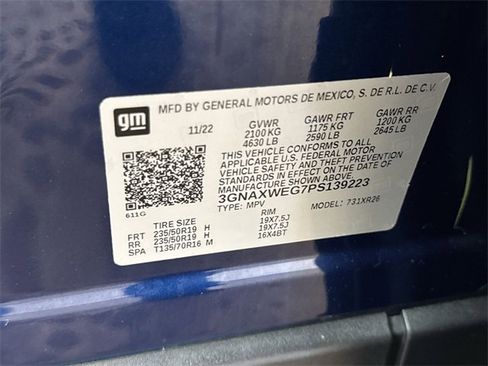 gm
MFD BY GENERAL MOTORS DE MEXICO, S. DE R.L. DE C.V.
11/22 GVWR GAWR FRT GAWR RR
2100 KG 1175 KG 1200 KG
4630 LB 2590 LB 2645 LB
THIS VEHICLE CONFORMS TO ALL
APPLICABLE U.S. FEDERAL MOTOR
VEHICLE SAFETY AND THEFT PREVENTION
STANDARDS IN EFFECT ON THE DATE OF
MANUFACTURE SHOWN ABOVE.
3GNAXWEG7PS139223
611G TYPE: MPV MODEL: 731XR26
TIRE SIZE RIM
FRT 235/50R19 H 19X7.5J
RR 235/50R19 H 19X7.5J
SPA T135/70R16 M 16X4BT